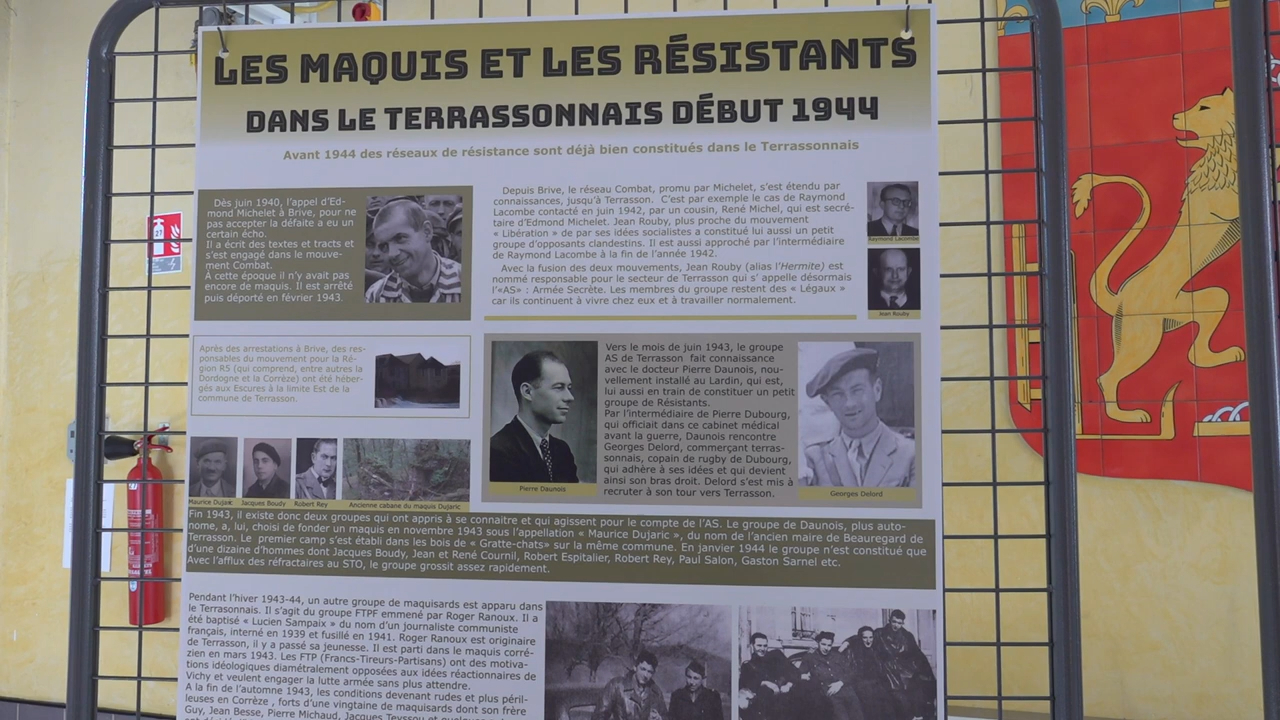 LES MAQUIS ET LES RÉSISTANTS
DANS LE TERRASSONNAIS DÉBUT 1944
Avant 1944 des réseaux de résistance sont déjà bien constitués dans le Terrassonnais
Dès juin 1940, l'appel d'Ed-
mond Michelet à Brive, pour ne
pas accepter la défaite a eu un
certain écho.
Il a écrit des textes et tracts et
s'est engagé dans le mouve-
ment Combat.
A cette époque il n'y avait pas
encore de maquis. Il est arrêté
puis déporté en février 1943.
Depuis Brive, le réseau Combat, promu par Michelet, s'est étendu par
connaissances, jusqu'à Terrasson. C'est par exemple le cas de Raymond
Lacombe contacté en juin 1942, par un cousin, René Michel, qui est secré-
taire d'Edmond Michelet. Jean Rouby, plus proche du mouvement
« Libération » de par ses idées socialistes a constitué lui aussi un petit
groupe d'opposants clandestins. Il est aussi approché par l'intermédiaire
de Raymond Lacombe à la fin de l'année 1942.
Avec la fusion des deux mouvements, Jean Rouby (alias l'Hermite) est
nommé responsable pour le secteur de Terrasson qui s' appelle désormais
l'«AS» : Armée Secrète. Les membres du groupe restent des « Légaux »
car ils continuent à vivre chez eux et à travailler normalement.
Raymond Lacombe
Jean Rouby
Après des arrestations à Brive, des res-
ponsables du mouvement pour la Ré-
gion R5 (qui comprend, entre autres la
Dordogne et la Corrèze) ont été héber-
gés aux Escures à la limite Est de la
commune de Terrasson.
Vers le mois de juin 1943, le groupe
AS de Terrasson fait connaissance
avec le docteur Pierre Daunois, nou-
vellement installé au Lardin, qui est,
lui aussi en train de constituer un petit
groupe de Résistants.
Par l'intermédiaire de Pierre Dubourg,
qui officiait dans ce cabinet médical
avant la guerre, Daunois rencontre
Georges Delord, commerçant terras-
sonnais, copain de rugby de Dubourg,
qui adhère à ses idées et qui devient
ainsi son bras droit. Delord s'est mis à
recruter à son tour vers Terrasson.
Pierre Daunois
Georges Delord
Maurice Dujaric
Jacques Boudy
Robert Rey
Ancienne cabane du maquis Dujaric
Fin 1943, il existe donc deux groupes qui ont appris à se connaitre et qui agissent pour le compte de l'AS. Le groupe de Daunois, plus auto-
nome, a, lui, choisi de fonder un maquis en novembre 1943 sous l'appellation « Maurice Dujaric », du nom de l'ancien maire de Beauregard de
Terrasson. Le premier camp s'est établi dans les bois de « Gratte-chats» sur la même commune. En janvier 1944 le groupe n'est constitué que
d'une dizaine d'hommes dont Jacques Boudy, Jean et René Cournil, Robert Espitalier, Robert Rey, Paul Salon, Gaston Sarnel etc.
Avec l'afflux des réfractaires au STO, le groupe grossit assez rapidement.
Pendant l'hiver 1943-44, un autre groupe de maquisards est apparu dans
le Terrasonnais. Il s'agit du groupe FTPF emmené par Roger Ranoux. Il a
été baptisé « Lucien Sampaix » du nom d'un journaliste communiste
français, interné en 1939 et fusillé en 1941. Roger Ranoux est originaire
de Terrasson, il y a passé sa jeunesse. Il est parti dans le maquis corré-
zien en mars 1943. Les FTP (Francs-Tireurs-Partisans) ont des motiva-
tions idéologiques diamétralement opposées aux idées réactionnaires de
Vichy et veulent engager la lutte armée sans plus attendre.
A la fin de l'automne 1943, les conditions devenant rudes et plus péril-
leuses en Corrèze , forts d'une vingtaine de maquisards dont son frère
Guy, Jean Besse, Pierre Michaud, Jacques Teyssou et quelques